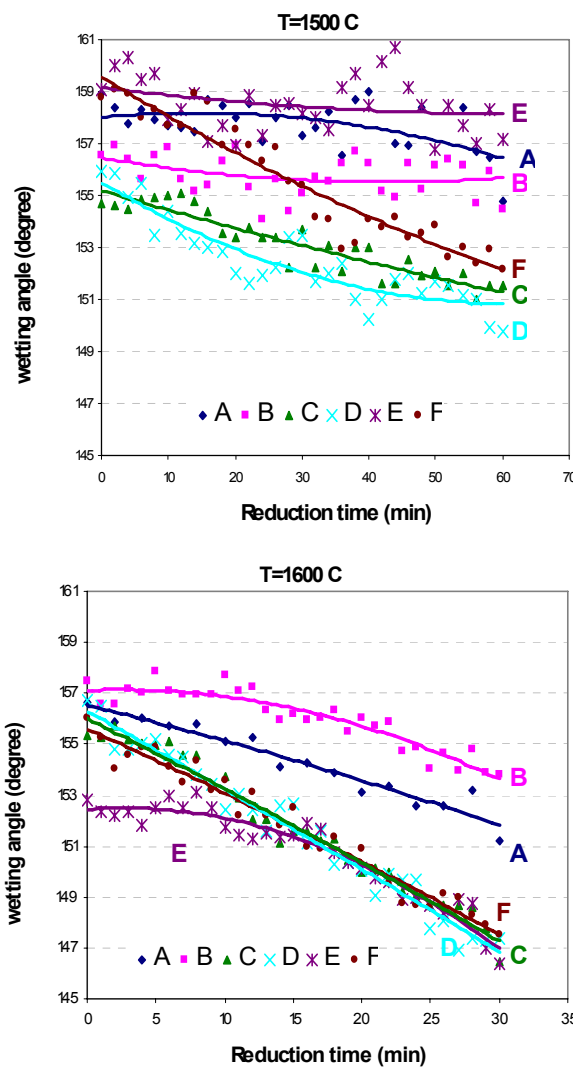 T=1500 C
161
159
157
155
153
151
149
147
145
wetting angle (degree)
E
A
B
F
C
D
A B C D E F
0 10 20 30 40 50 60 70
Reduction time (min)
T=1600 C
161
159
157
155
153
151
149
147
145
wetting angle (degree)
B
A
E
F
D C
A B C D E F
0 5 10 15 20 25 30 35
Reduction time (min)